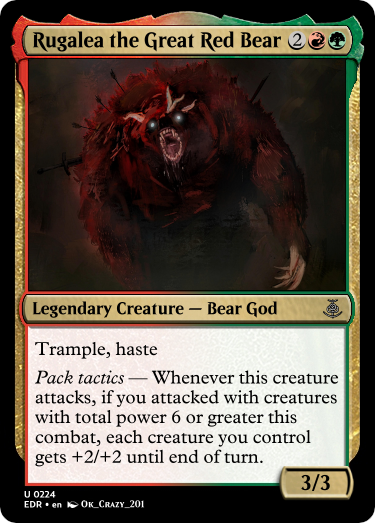 Rugalea the Great Red Bear 2
Legendary Creature — Bear God
Trample, haste
Pack tactics — Whenever this creature
attacks, if you attacked with creatures
with total power 6 or greater this
combat, each creature you control
gets +2/+2 until end of turn.
3/3
U 0224
EDR • en OK_CRAZY_201